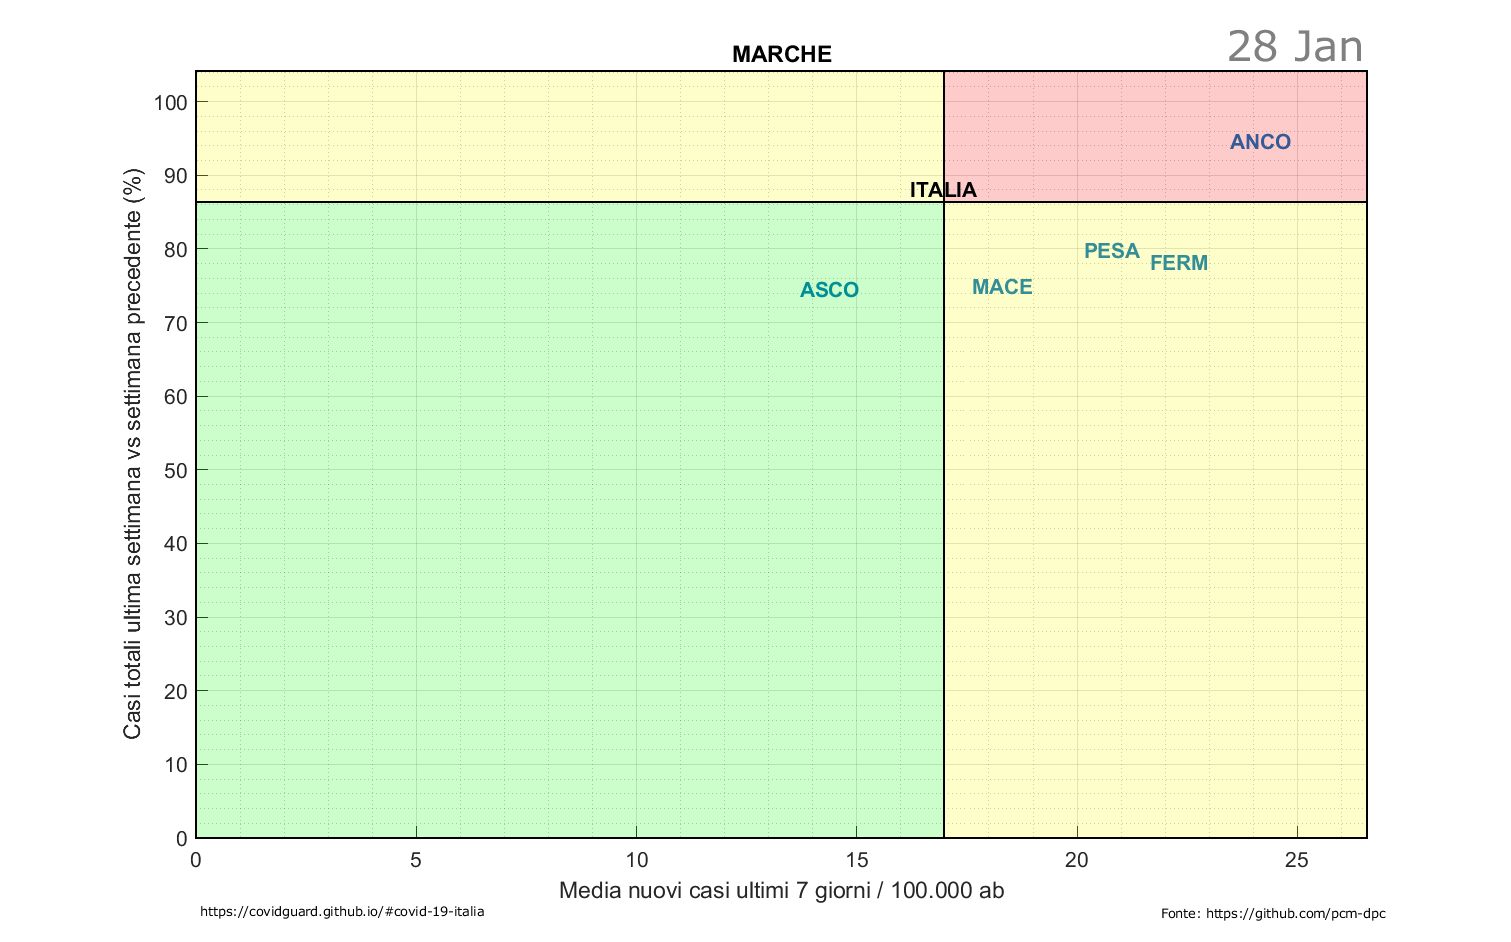 28 Jan
MARCHE
100
90
80
70
60
50
40
30
20
10
0
Casi totali ultima settimana vs settimana precedente (%)
ANCO
ITALIA
PESA
FERM
MACE
ASCO
0 5 10 15 20 25
Media nuovi casi ultimi 7 giorni / 100.000 ab
https://covidguard.github.io/#covid-19-italia
Fonte: https://github.com/pcm-dpc